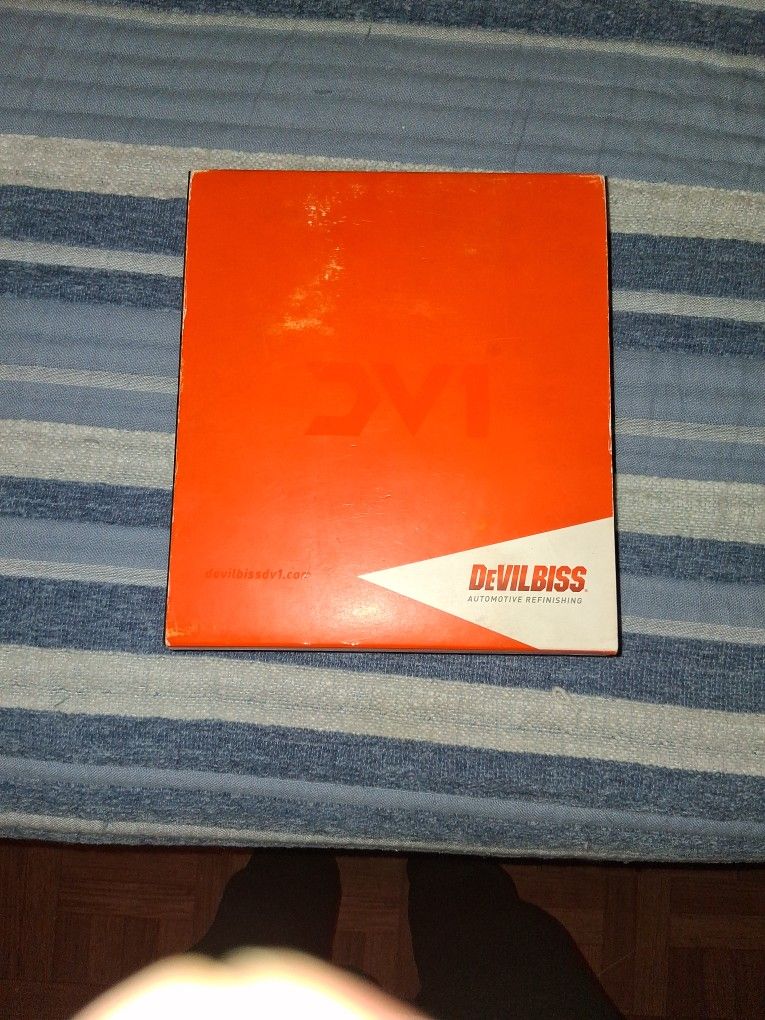 DV1
devilbissdv1.com
DEVILBISS
AUTOMOTIVE REFINISHING